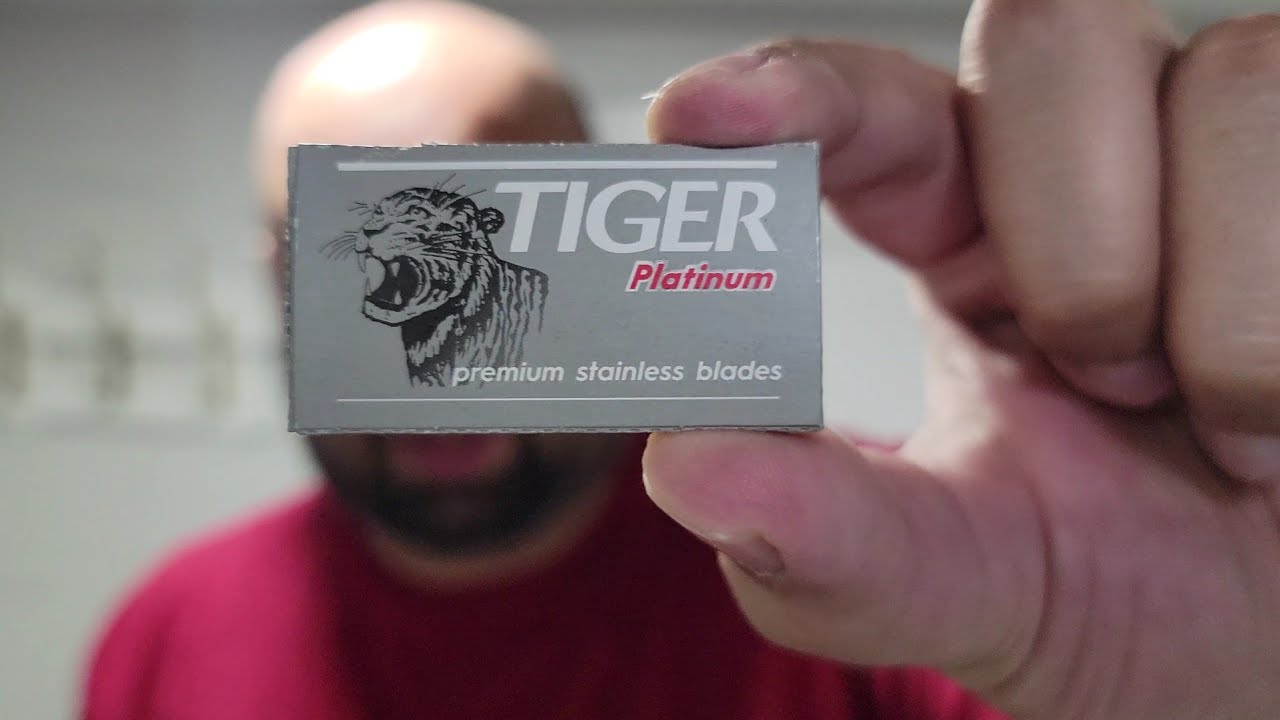 TIGER
Platinum
premium stainless blades